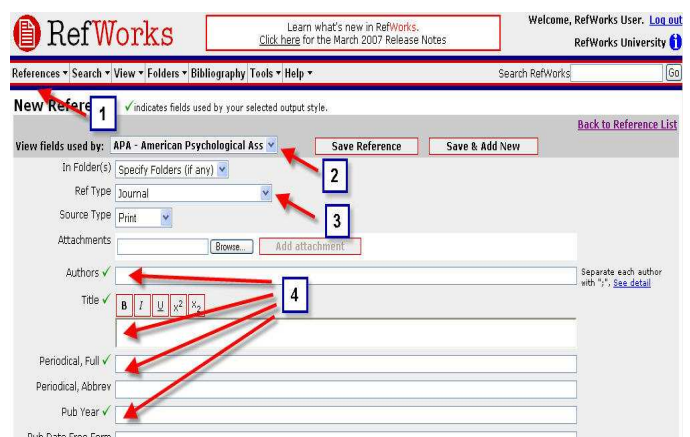 RefWorks
Learn what's new in RefWorks.
Click here for the March 2007 Release Notes
Welcome, RefWorks User. Log out
RefWorks University
References Search View Folders Bibliography Tools Help
Search RefWorks
Go
New Refere
1
✓indicates fields used by your selected output style.
Back to Reference List
View fields used by: APA - American Psychological Ass
Save Reference
Save & Add New
2
In Folder(s) Specify Folders (if any)
Ref Type Journal
3
Source Type Print
Attachments Browse... Add attachment
Authors ✓
Separate each author
with ";", See detail
4
Title ✓
B I U x² x₂
Periodical, Full ✓
Periodical, Abbrev
Pub Year ✓
Pub Date Free Form